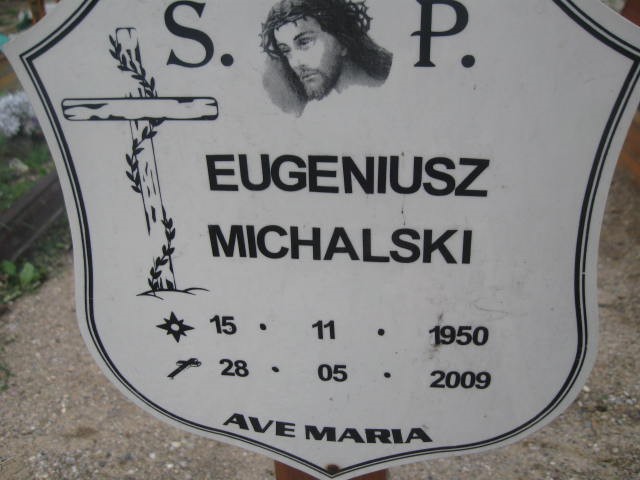 S. P.
EUGENIUSZ
MICHALSKI
15 • 11 • 1950
28 • 05 • 2009
AVE MARIA